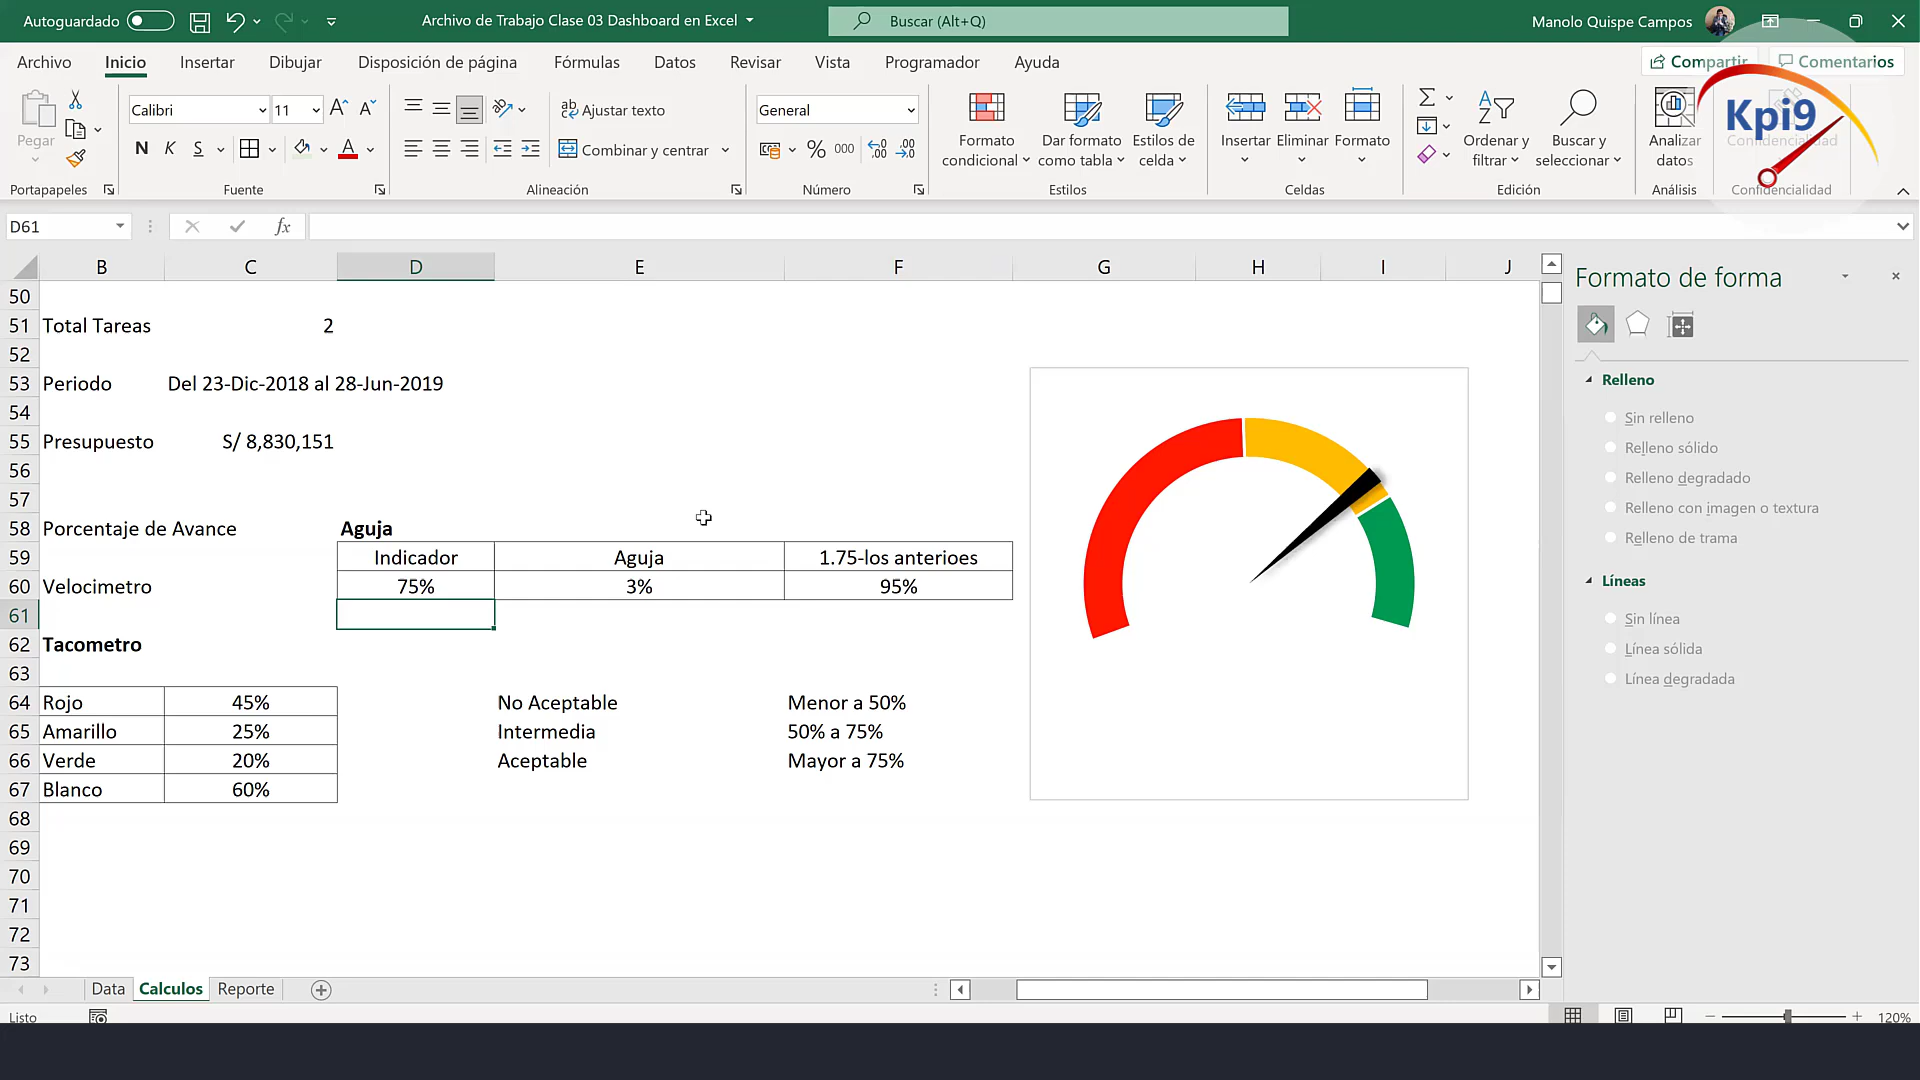 Autoguardado
Archivo de Trabajo Clase 03 Dashboard en Excel
Buscar (Alt+Q)
Manolo Quispe Campos
Archivo Inicio Insertar Dibujar Disposición de página Fórmulas Datos Revisar Vista Programador Ayuda
Compartir Comentarios
Pegar
Calibri 11
N K S
Ajustar texto
Combinar y centrar
General
% 000
Formato condicional
Dar formato como tabla
Estilos de celda
Insertar Eliminar Formato
Ordenar y filtrar
Buscar y seleccionar
Analizar datos
Confidencialidad
Kpi9
Portapapeles Fuente Alineación Número Estilos Celdas Edición Análisis Confidencialidad
D61 fx
B C D E F G H I J
50
51 Total Tareas 2
52
53 Periodo Del 23-Dic-2018 al 28-Jun-2019
54
55 Presupuesto S/ 8,830,151
56
57
58 Porcentaje de Avance Aguja
59 Indicador Aguja 1.75-los anterioes
60 Velocimetro 75% 3% 95%
61
62 Tacometro
63
64 Rojo 45% No Aceptable Menor a 50%
65 Amarillo 25% Intermedia 50% a 75%
66 Verde 20% Aceptable Mayor a 75%
67 Blanco 60%
68
69
70
71
72
73
Formato de forma
Relleno
Sin relleno
Relleno sólido
Relleno degradado
Relleno con imagen o textura
Relleno de trama
Líneas
Sin línea
Línea sólida
Línea degradada
Data Calculos Reporte
Listo
120%